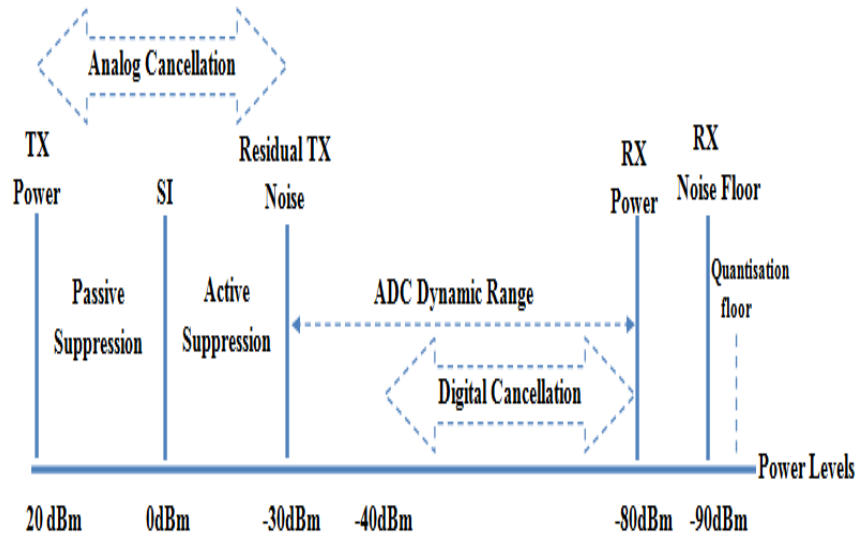 Analog Cancellation
TX
Power
SI
Residual TX
Noise
RX
Power
RX
Noise Floor
Passive
Suppression
Active
Suppression
ADC Dynamic Range
Quantisation
floor
Digital Cancellation
Power Levels
20 dBm
0dBm
-30dBm
-40dBm
-80dBm
-90dBm